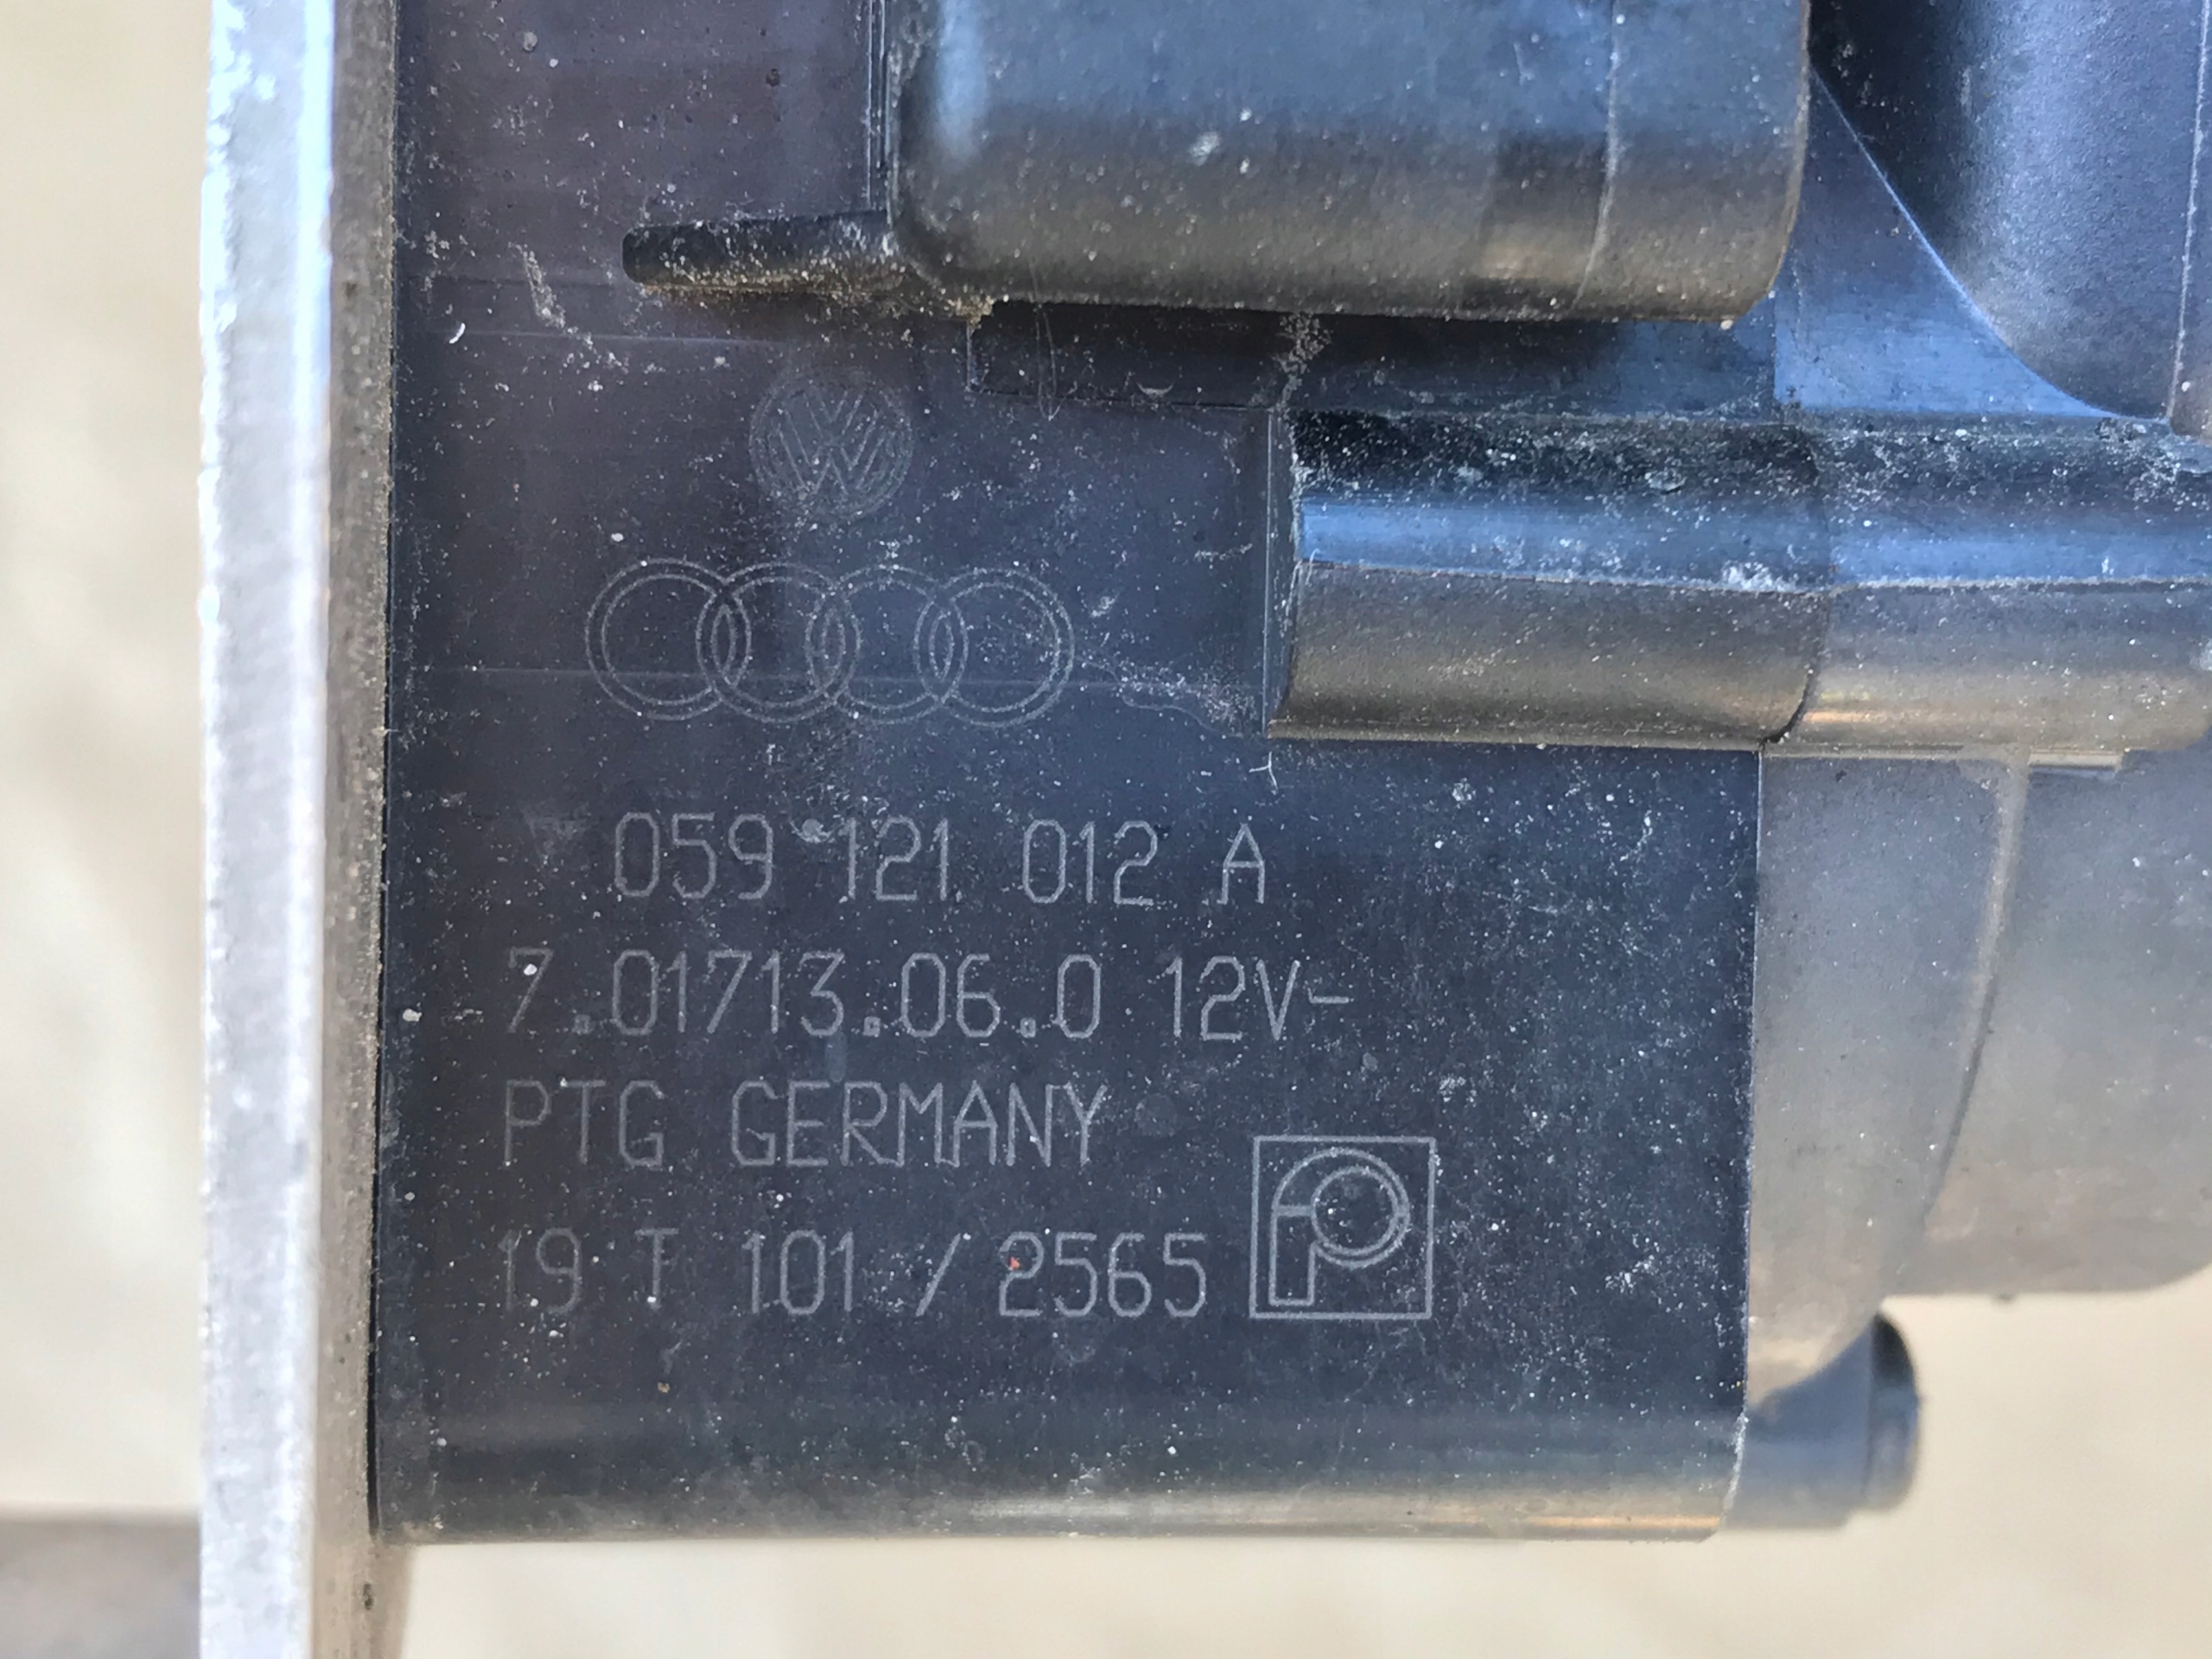 059 121 012 A
7.01713.06.0 12V-
PTG GERMANY
19 T 101 / 2565